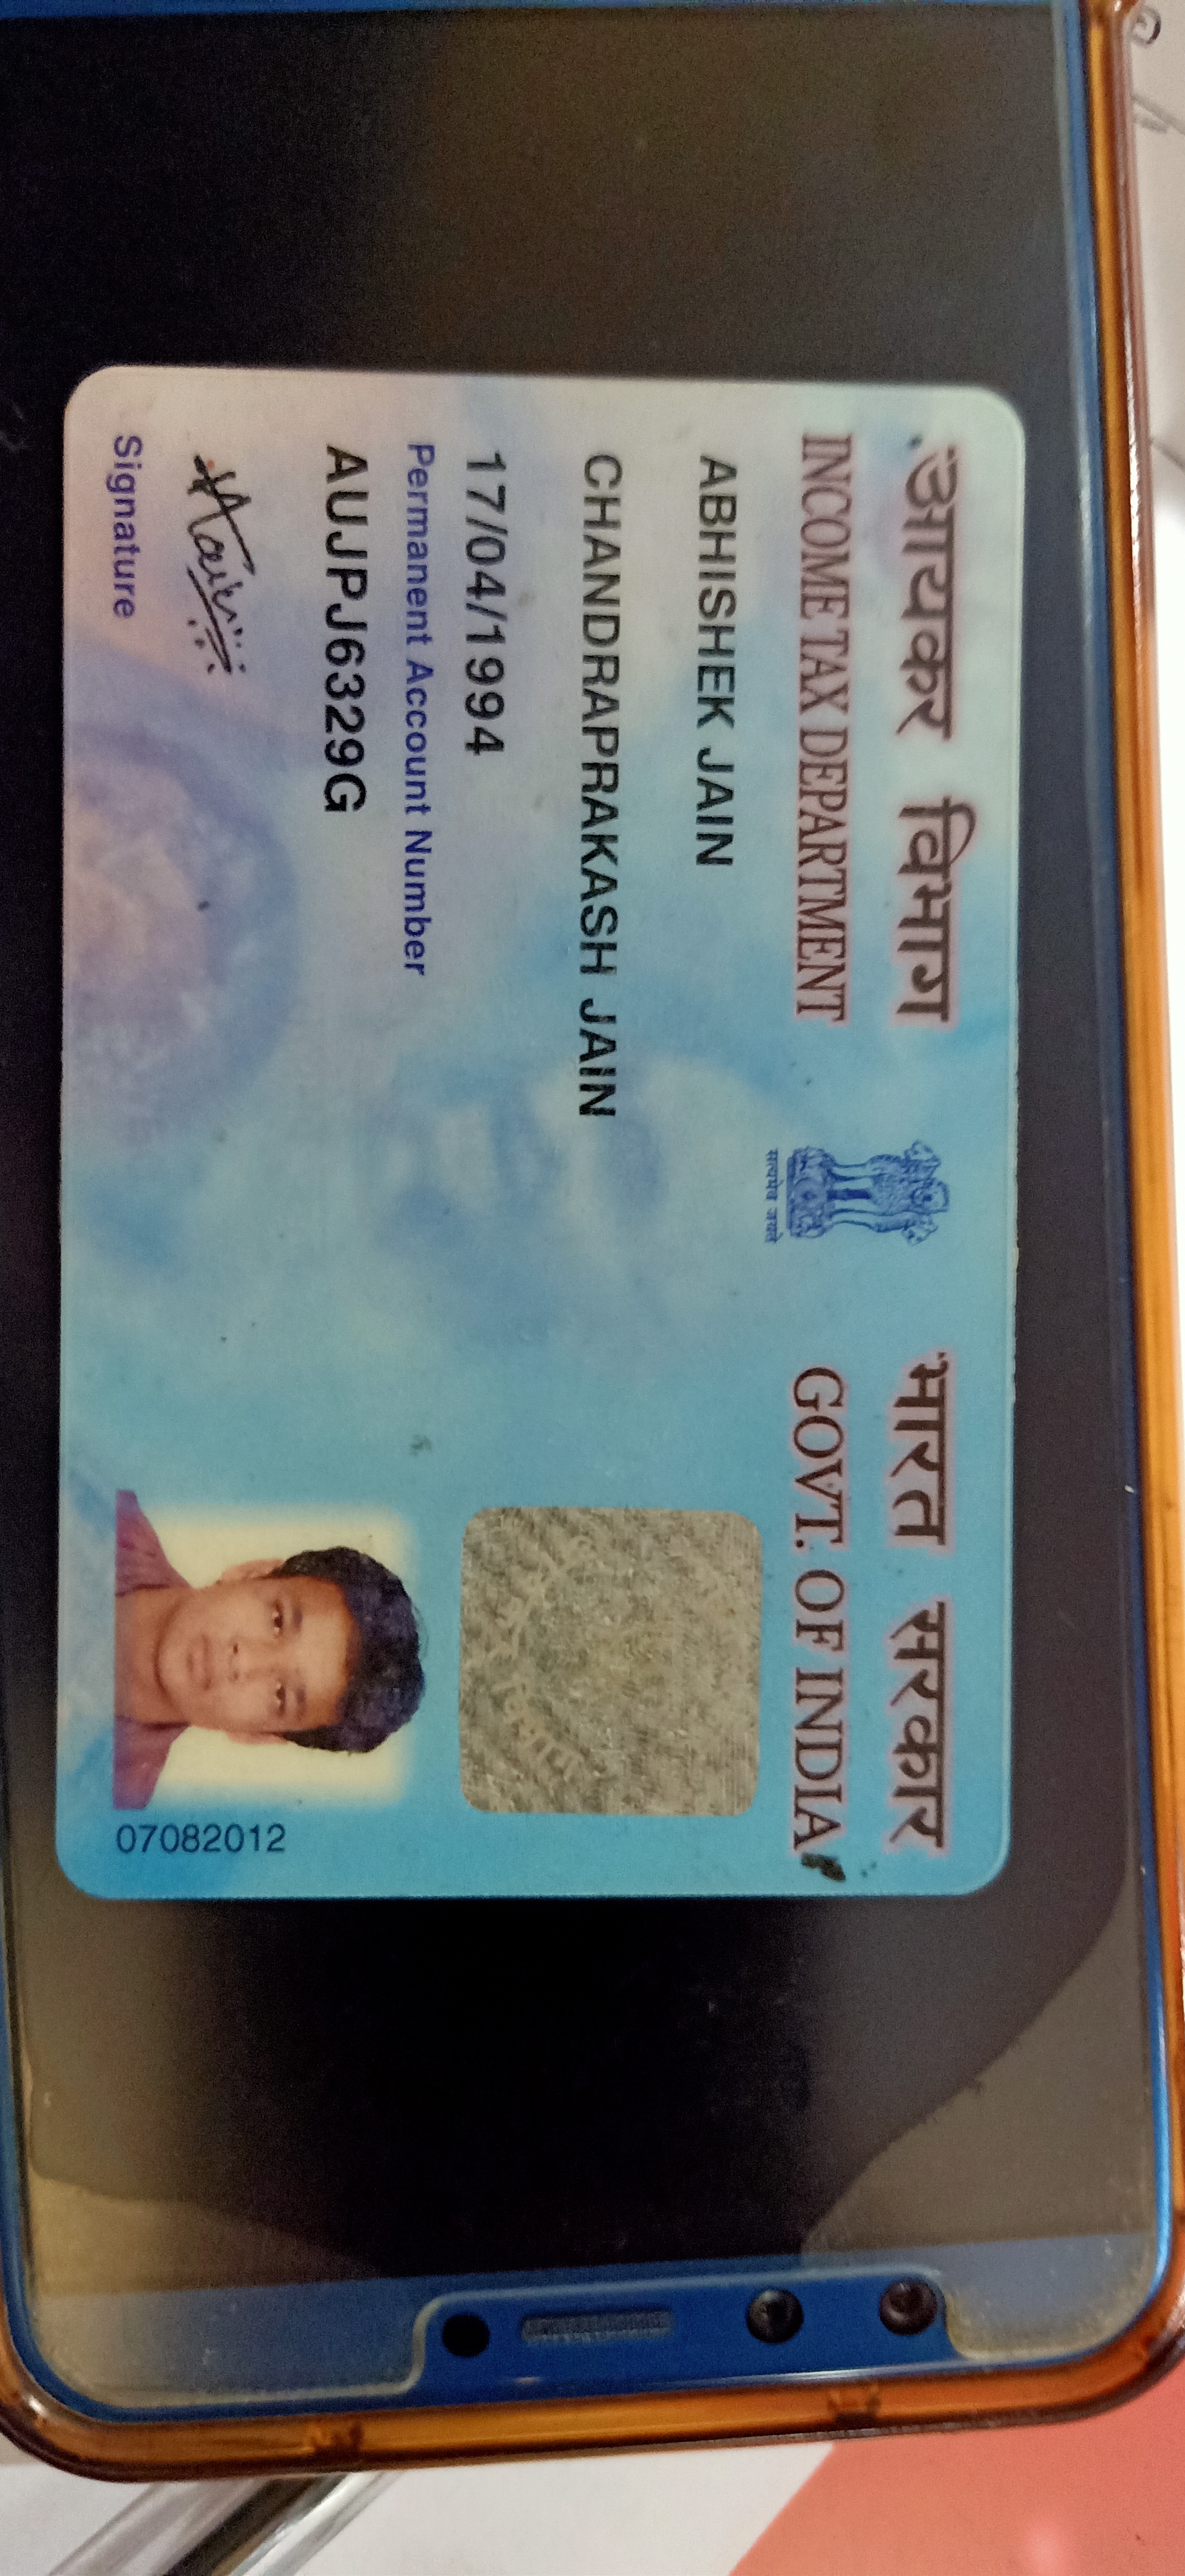 आयकर विभाग
INCOME TAX DEPARTMENT
सत्यमेव जयते
भारत सरकार
GOVT. OF INDIA
ABHISHEK JAIN
CHANDRAPRAKASH JAIN
17/04/1994
Permanent Account Number
AUJPJ6329G
Signature
07082012